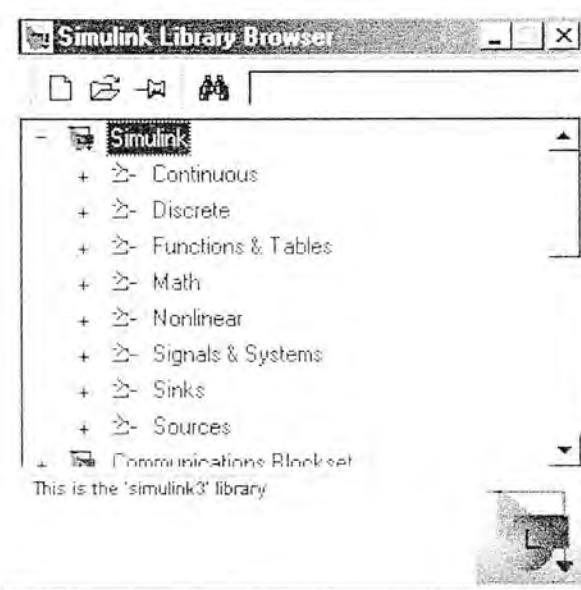 Simulink Library Browser
Simulink
Continuous
Discrete
Functions & Tables
Math
Nonlinear
Signals & Systems
Sinks
Sources
Communications Blockset
This is the 'simulink3' library